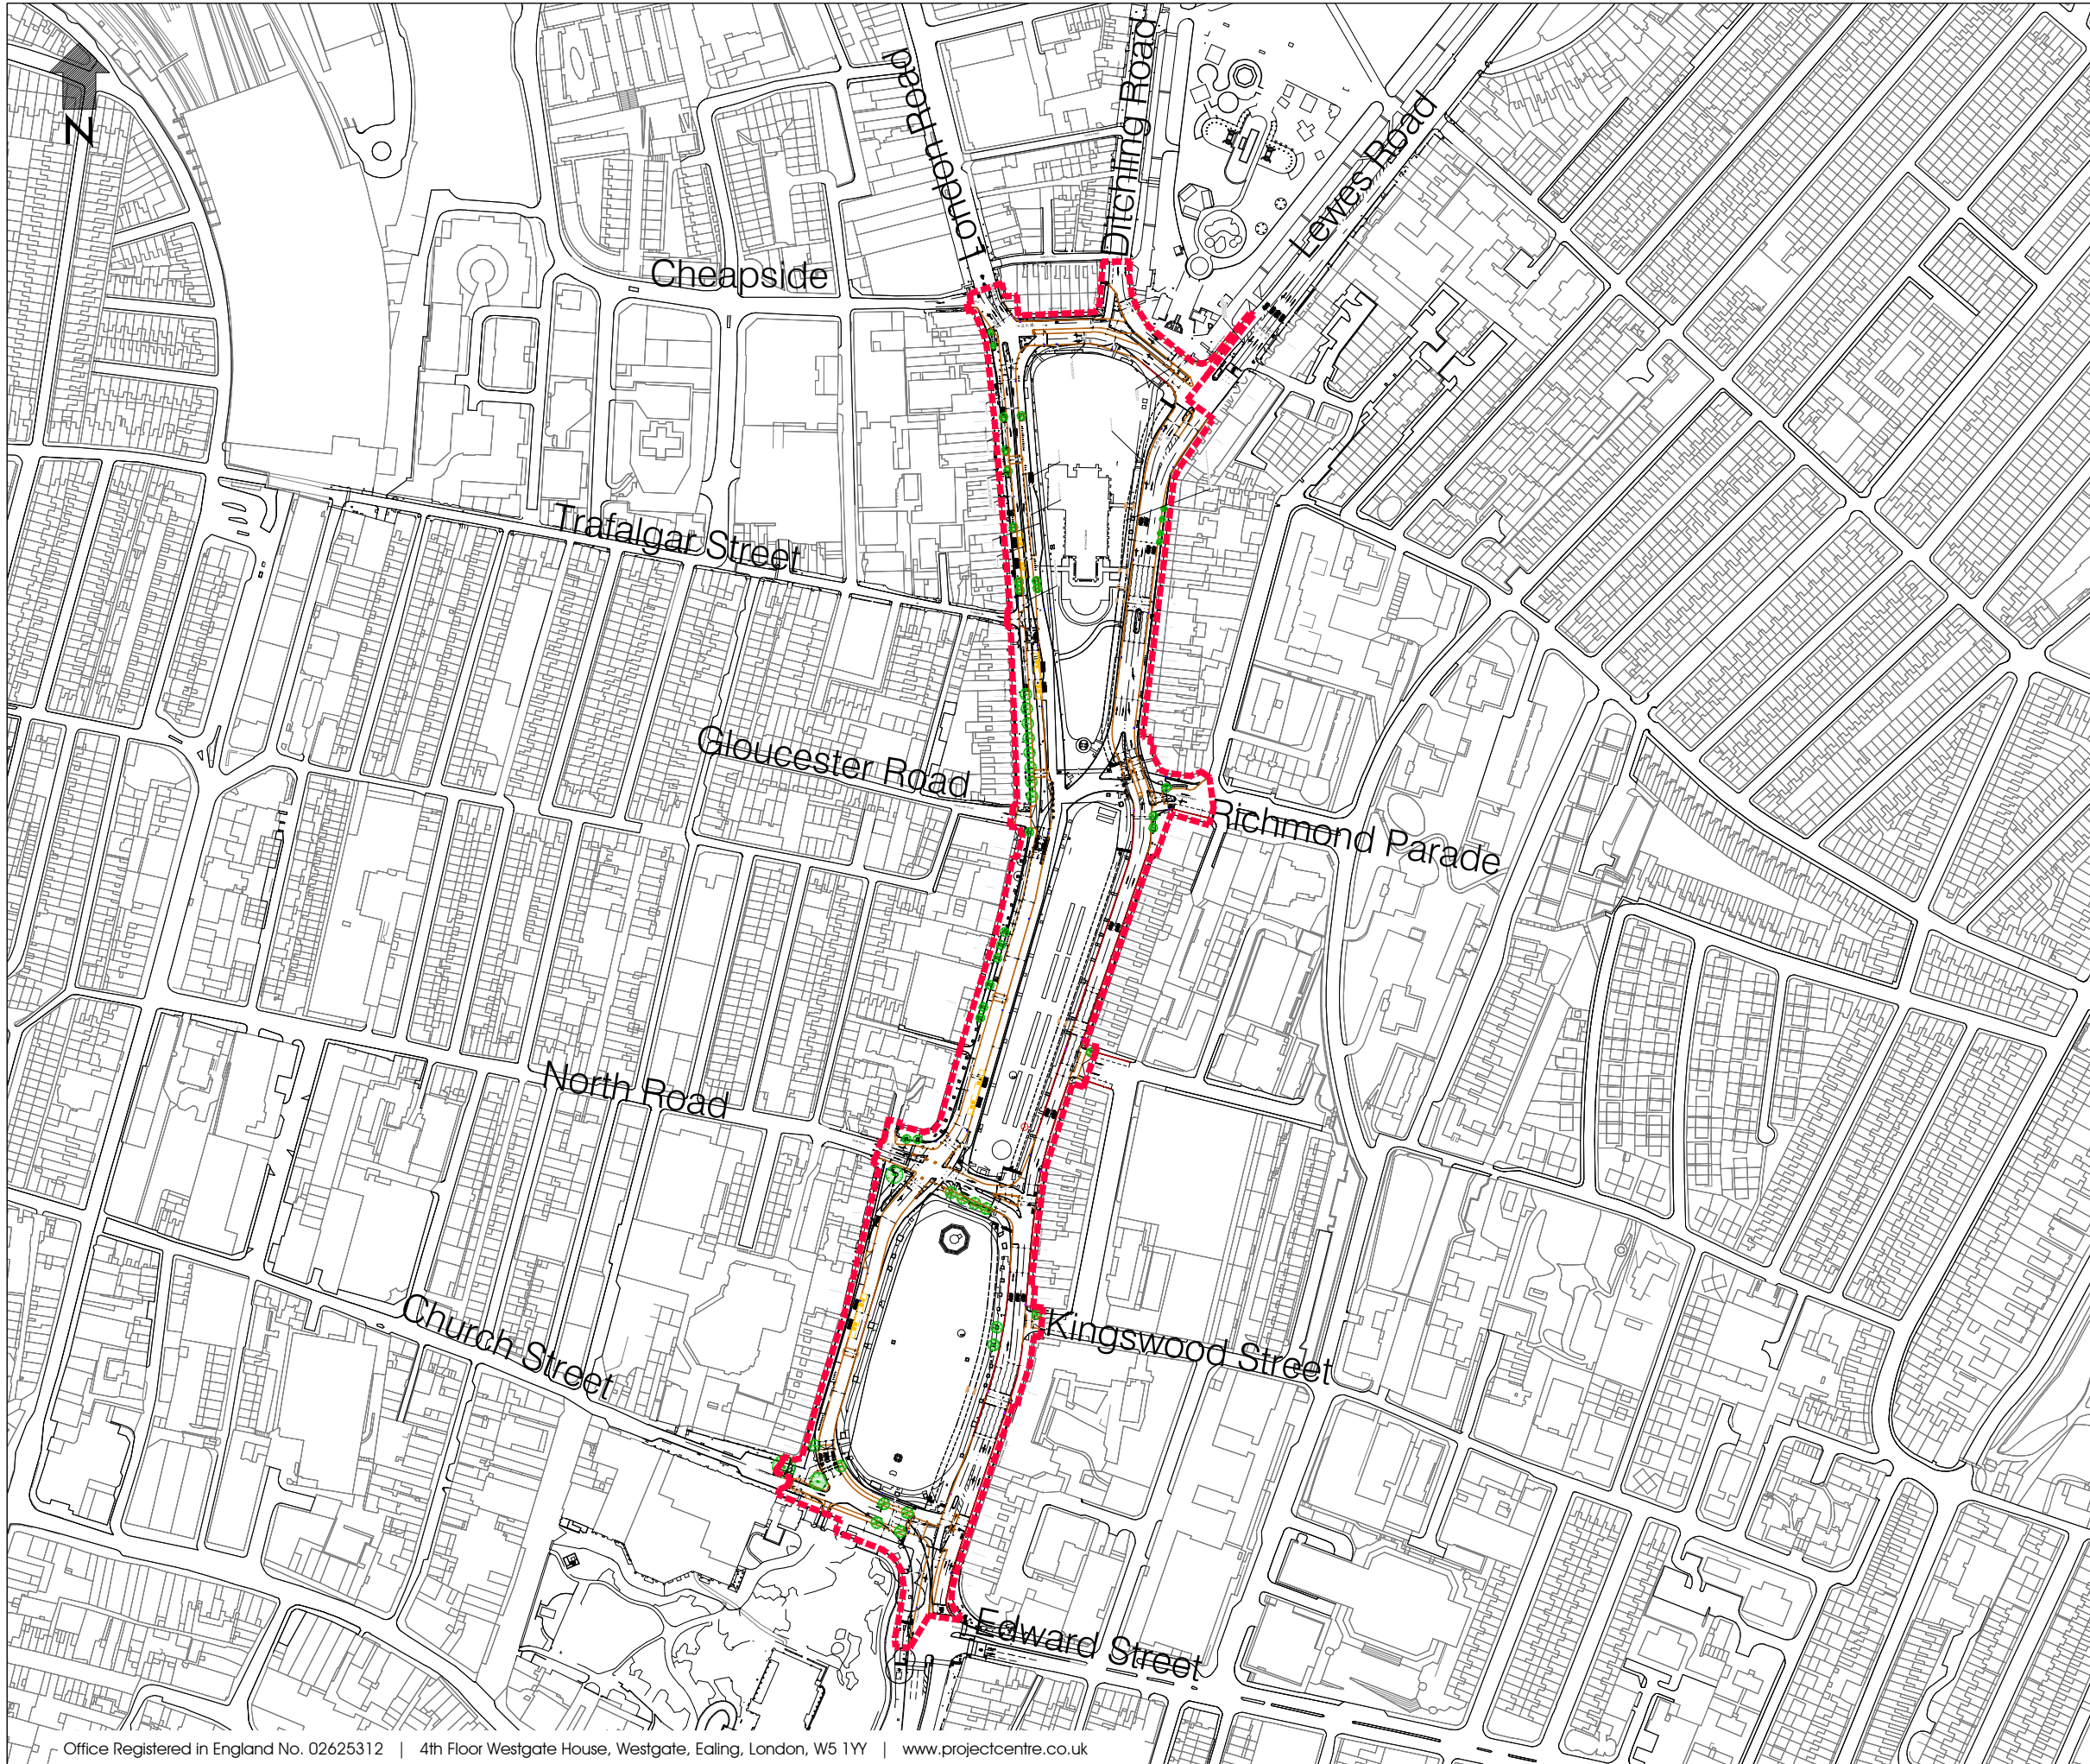 London Road
Ditchling Road
Lewes Road
N
Cheapside
Trafalgar Street
Gloucester Road
Richmond Parade
North Road
Church Street
Kingswood Street
Edward Street
Office Registered in England No. 02625312 | 4th Floor Westgate House, Westgate, Ealing, London, W5 1YY | www.projectcentre.co.uk